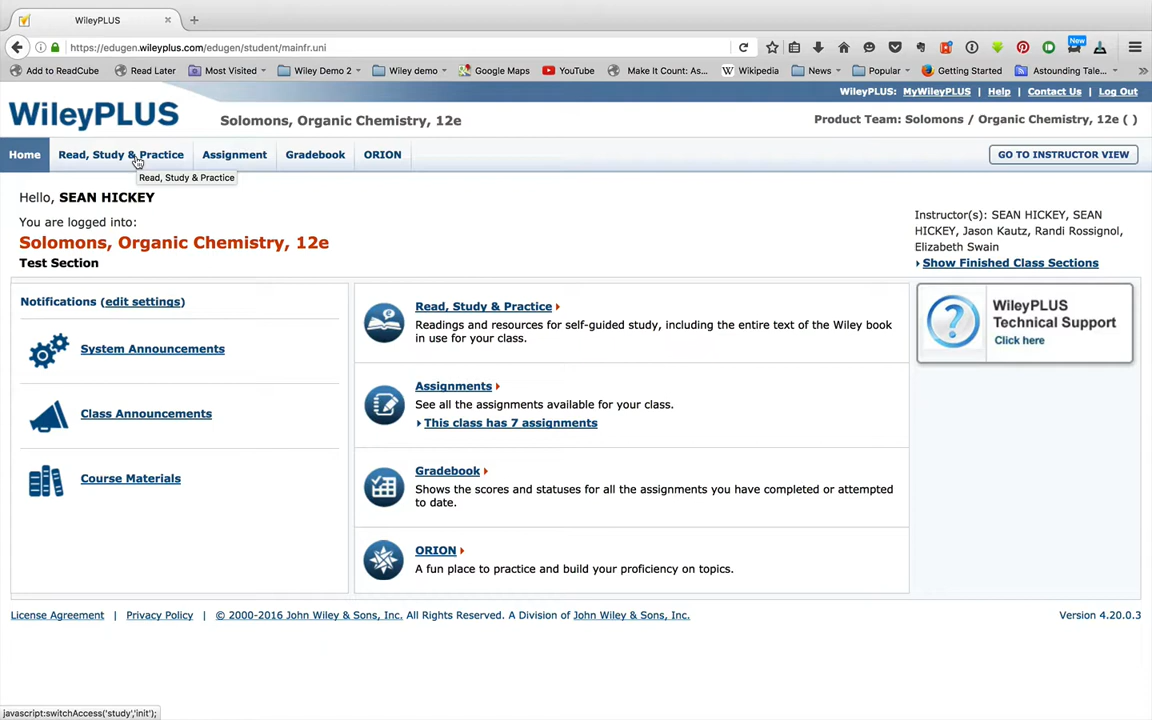 WileyPLUS
https://edugen.wileyplus.com/edugen/student/mainfr.uni
New
Add to ReadCube Read Later Most Visited Wiley Demo 2 Wiley demo Google Maps YouTube Make It Count: As... Wikipedia News Popular Getting Started Astounding Tale...
WileyPLUS: MyWileyPLUS | Help | Contact Us | Log Out
WileyPLUS
Solomons, Organic Chemistry, 12e
Product Team: Solomons / Organic Chemistry, 12e ( )
Home Read, Study & Practice Assignment Gradebook ORION GO TO INSTRUCTOR VIEW
Read, Study & Practice
Hello, SEAN HICKEY
You are logged into:
Solomons, Organic Chemistry, 12e
Test Section
Instructor(s): SEAN HICKEY, SEAN
HICKEY, Jason Kautz, Randi Rossignol,
Elizabeth Swain
Show Finished Class Sections
Notifications (edit settings)
System Announcements
Class Announcements
Course Materials
Read, Study & Practice
Readings and resources for self-guided study, including the entire text of the Wiley book
in use for your class.
Assignments
See all the assignments available for your class.
This class has 7 assignments
Gradebook
Shows the scores and statuses for all the assignments you have completed or attempted
to date.
ORION
A fun place to practice and build your proficiency on topics.
WileyPLUS
Technical Support
Click here
License Agreement | Privacy Policy | © 2000-2016 John Wiley & Sons, Inc. All Rights Reserved. A Division of John Wiley & Sons, Inc.
Version 4.20.0.3
javascript:switchAccess('study','init');